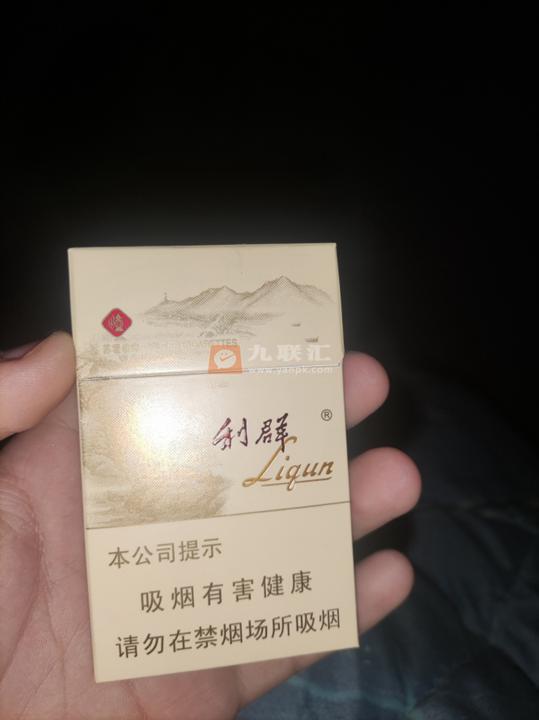 CIGARETTES
九联汇
www.yanpk.com
利群®
Liqun
本公司提示
吸烟有害健康
请勿在禁烟场所吸烟